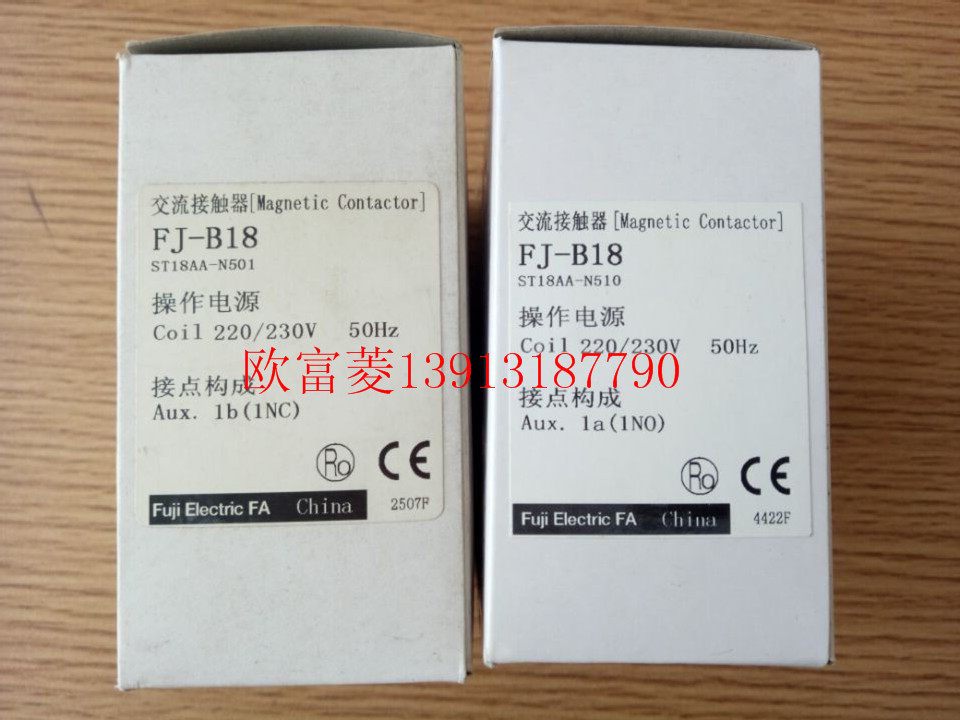 交流接触器[Magnetic Contactor]
FJ-B18
ST18AA-N501
操作电源
Coil 220/230V 50Hz
接点构成
Aux. 1b(1NC)
Ro CE
Fuji Electric FA China 2507F
交流接触器[Magnetic Contactor]
FJ-B18
ST18AA-N510
操作电源
Coil 220/230V 50Hz
接点构成
Aux. 1a(1NO)
Ro CE
Fuji Electric FA China 4422F
欧富菱13913187790